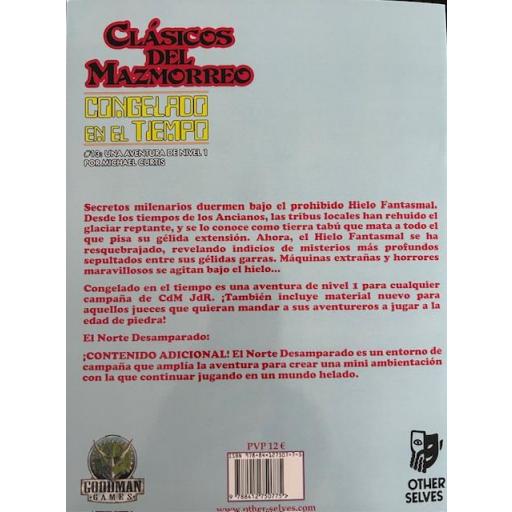 CLÁSICOS
DEL
MAZMORREO
CONGELADO
EN EL TIEMPO
#13: UNA AVENTURA DE NIVEL 1
POR MICHAEL CURTIS
Secretos milenarios duermen bajo el prohibido Hielo Fantasmal.
Desde los tiempos de los Ancianos, las tribus locales han rehuido el
glaciar reptante, y se lo conoce como tierra tabú que mata a todo el
que pisa su gélida extensión. Ahora, el Hielo Fantasmal se ha
resquebrajado, revelando indicios de misterios más profundos
sepultados entre sus gélidas garras. Máquinas extrañas y horrores
maravillosos se agitan bajo el hielo...
Congelado en el tiempo es una aventura de nivel 1 para cualquier
campaña de CdM JdR. ¡También incluye material nuevo para
aquellos jueces que quieran mandar a sus aventureros a jugar a la
edad de piedra!
El Norte Desamparado:
¡CONTENIDO ADICIONAL! El Norte Desamparado es un entorno de
campaña que amplía la aventura para crear una mini ambientación
con la que continuar jugando en un mundo helado.
PVP 12 €
9 788412 750775
GOODMAN
GAMES
www.other-selves.com
OTHER
SELVES